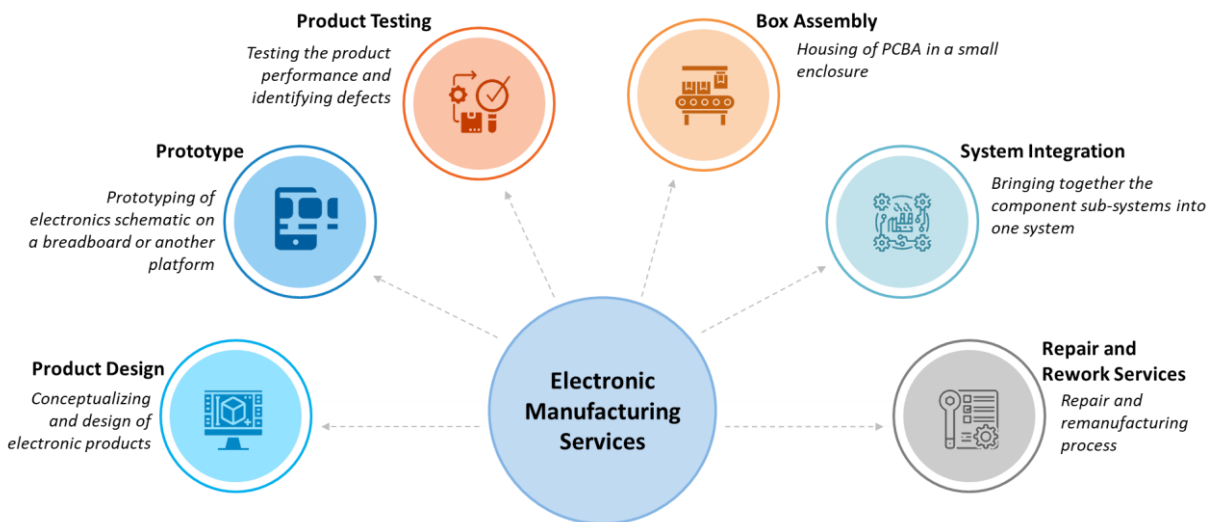 Product Testing
Testing the product
performance and
identifying defects
Box Assembly
Housing of PCBA in a small
enclosure
Prototype
Prototyping of
electronics schematic on
a breadboard or another
platform
System Integration
Bringing together the
component sub-systems into
one system
Product Design
Conceptualizing
and design of
electronic products
Electronic
Manufacturing
Services
Repair and
Rework Services
Repair and
remanufacturing
process